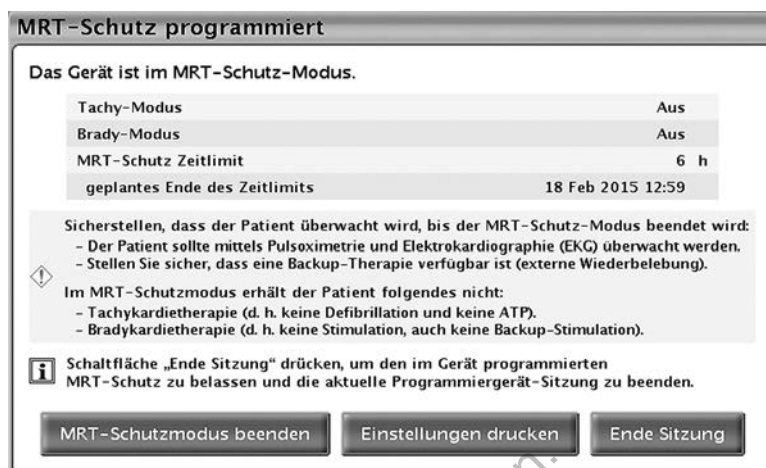 MRT-Schutz programmiert
Das Gerät ist im MRT-Schutz-Modus.
Tachy-Modus Aus
Brady-Modus Aus
MRT-Schutz Zeitlimit 6 h
geplantes Ende des Zeitlimits 18 Feb 2015 12:59
Sicherstellen, dass der Patient überwacht wird, bis der MRT-Schutz-Modus beendet wird:
- Der Patient sollte mittels Pulsoximetrie und Elektrokardiographie (EKG) überwacht werden.
- Stellen Sie sicher, dass eine Backup-Therapie verfügbar ist (externe Wiederbelebung).
Im MRT-Schutzmodus erhält der Patient folgendes nicht:
- Tachykardietherapie (d. h. keine Defibrillation und keine ATP).
- Bradykardietherapie (d. h. keine Stimulation, auch keine Backup-Stimulation).
Schaltfläche „Ende Sitzung“ drücken, um den im Gerät programmierten
MRT-Schutz zu belassen und die aktuelle Programmiergerät-Sitzung zu beenden.
MRT-Schutzmodus beenden Einstellungen drucken Ende Sitzung